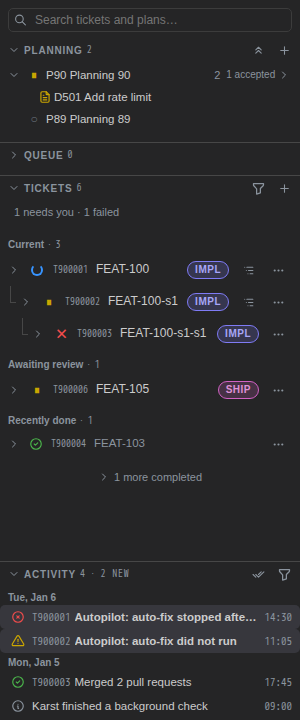 Search tickets and plans…
PLANNING 2
P90 Planning 90 2 1 accepted
D501 Add rate limit
P89 Planning 89
QUEUE 0
TICKETS 6
1 needs you · 1 failed
Current · 3
T900001 FEAT-100 IMPL
T900002 FEAT-100-s1 IMPL
T900003 FEAT-100-s1-s1 IMPL
Awaiting review · 1
T900006 FEAT-105 SHIP
Recently done · 1
T900004 FEAT-103
1 more completed
ACTIVITY 4 · 2 NEW
Tue, Jan 6
T900001 Autopilot: auto-fix stopped afte… 14:30
T900002 Autopilot: auto-fix did not run 11:05
Mon, Jan 5
T900003 Merged 2 pull requests 17:45
Karst finished a background check 09:00